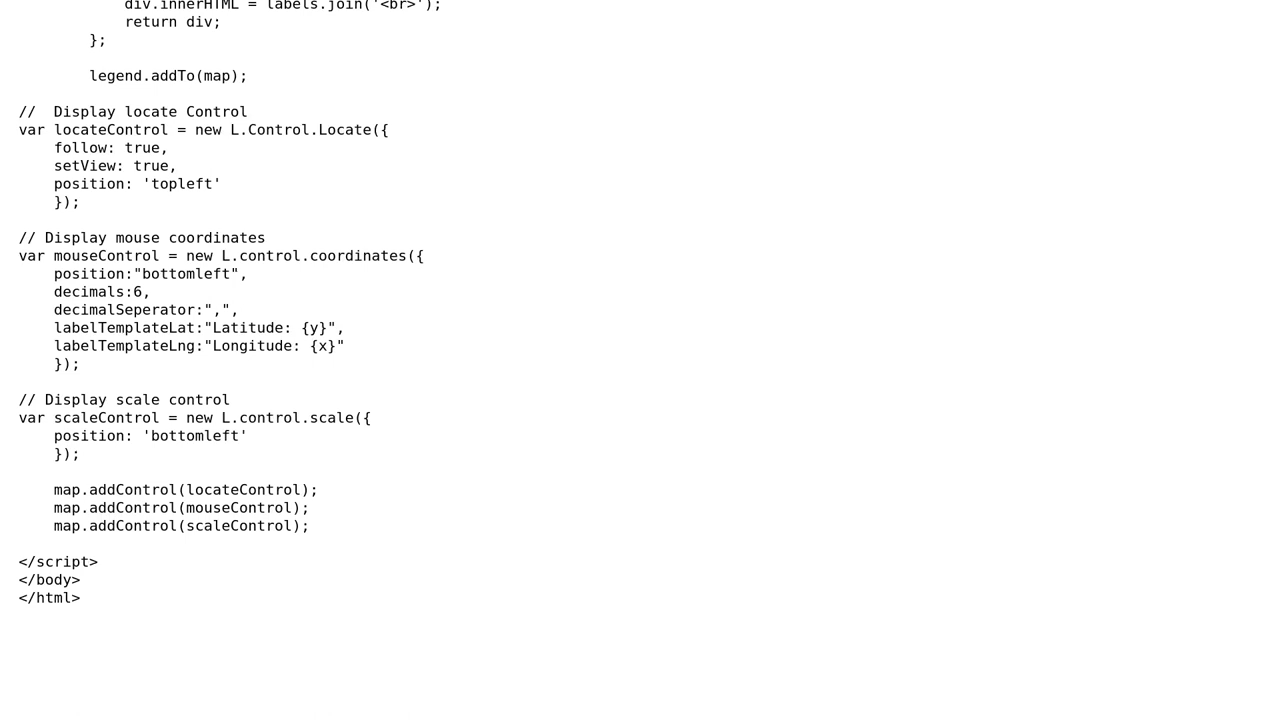 div.innerHTML = labels.join('<br>');
            return div;
        };
        legend.addTo(map);
//  Display locate Control
var locateControl = new L.Control.Locate({
    follow: true,
    setView: true,
    position: 'topleft'
    });
// Display mouse coordinates
var mouseControl = new L.control.coordinates({
    position:"bottomleft",
    decimals:6,
    decimalSeperator:",",
    labelTemplateLat:"Latitude: {y}",
    labelTemplateLng:"Longitude: {x}"
    });
// Display scale control
var scaleControl = new L.control.scale({
    position: 'bottomleft'
    });
    map.addControl(locateControl);
    map.addControl(mouseControl);
    map.addControl(scaleControl);
</script>
</body>
</html>